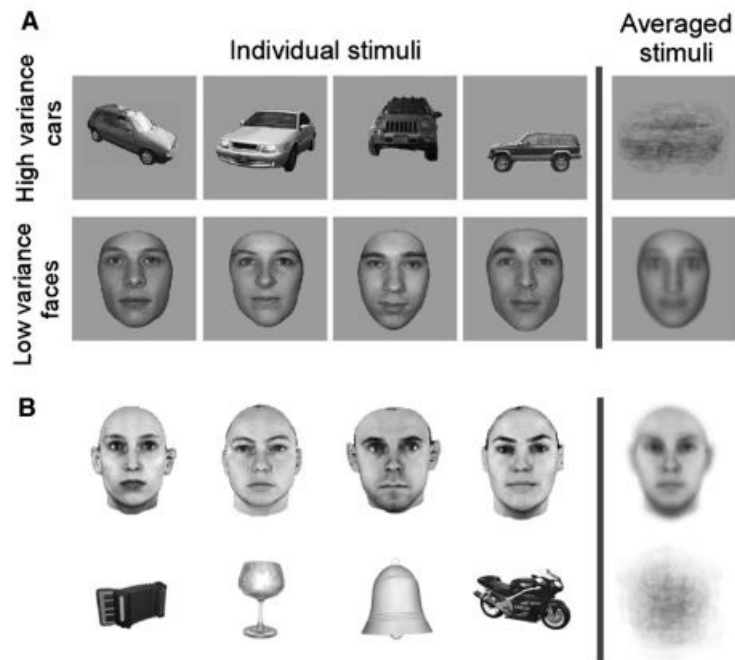 A
Individual stimuli
Averaged
stimuli
High variance
cars
Low variance
faces
B